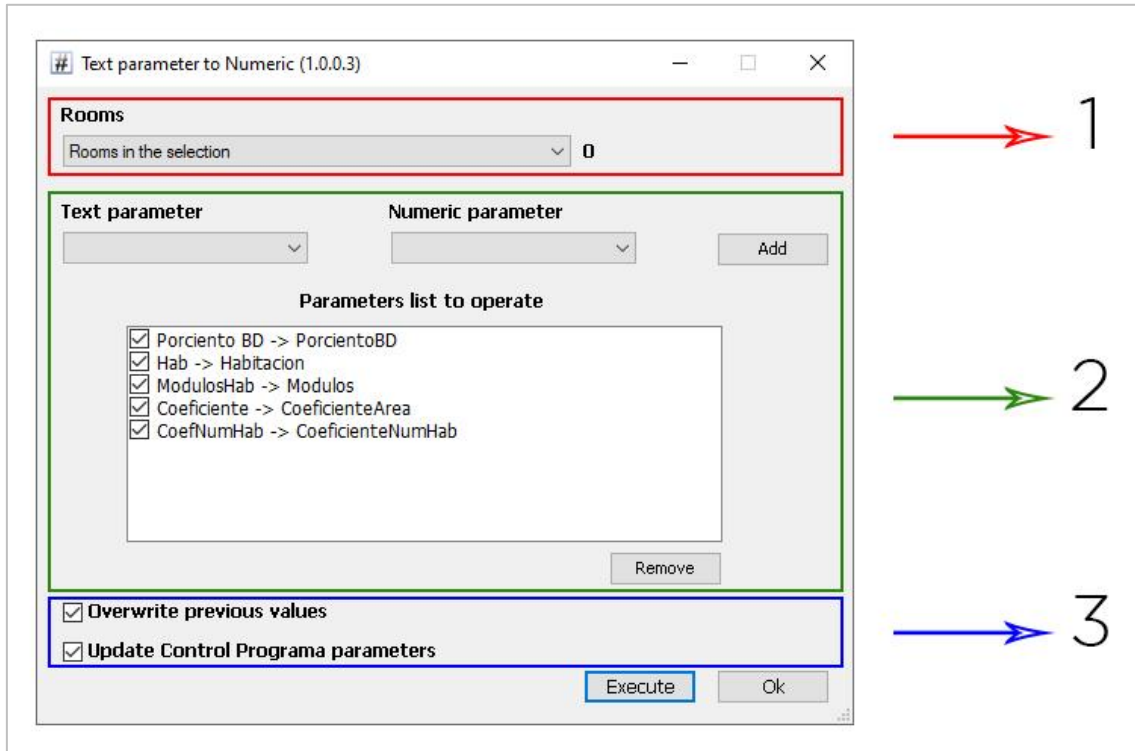 Text parameter to Numeric (1.0.0.3)
Rooms
Rooms in the selection 0
1
Text parameter Numeric parameter
Add
Parameters list to operate
Porciento BD -> PorcientoBD
Hab -> Habitacion
ModulosHab -> Modulos
Coeficiente -> CoeficienteArea
CoefNumHab -> CoeficienteNumHab
2
Remove
Overwrite previous values
Update Control Programa parameters
3
Execute Ok